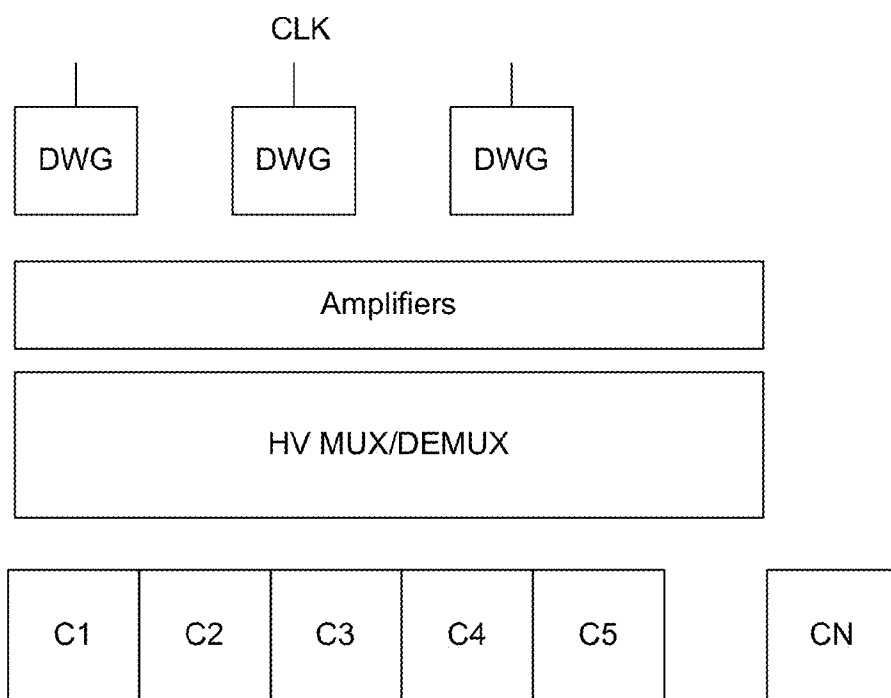 CLK
DWG DWG DWG
Amplifiers
HV MUX/DEMUX
C1 C2 C3 C4 C5 CN